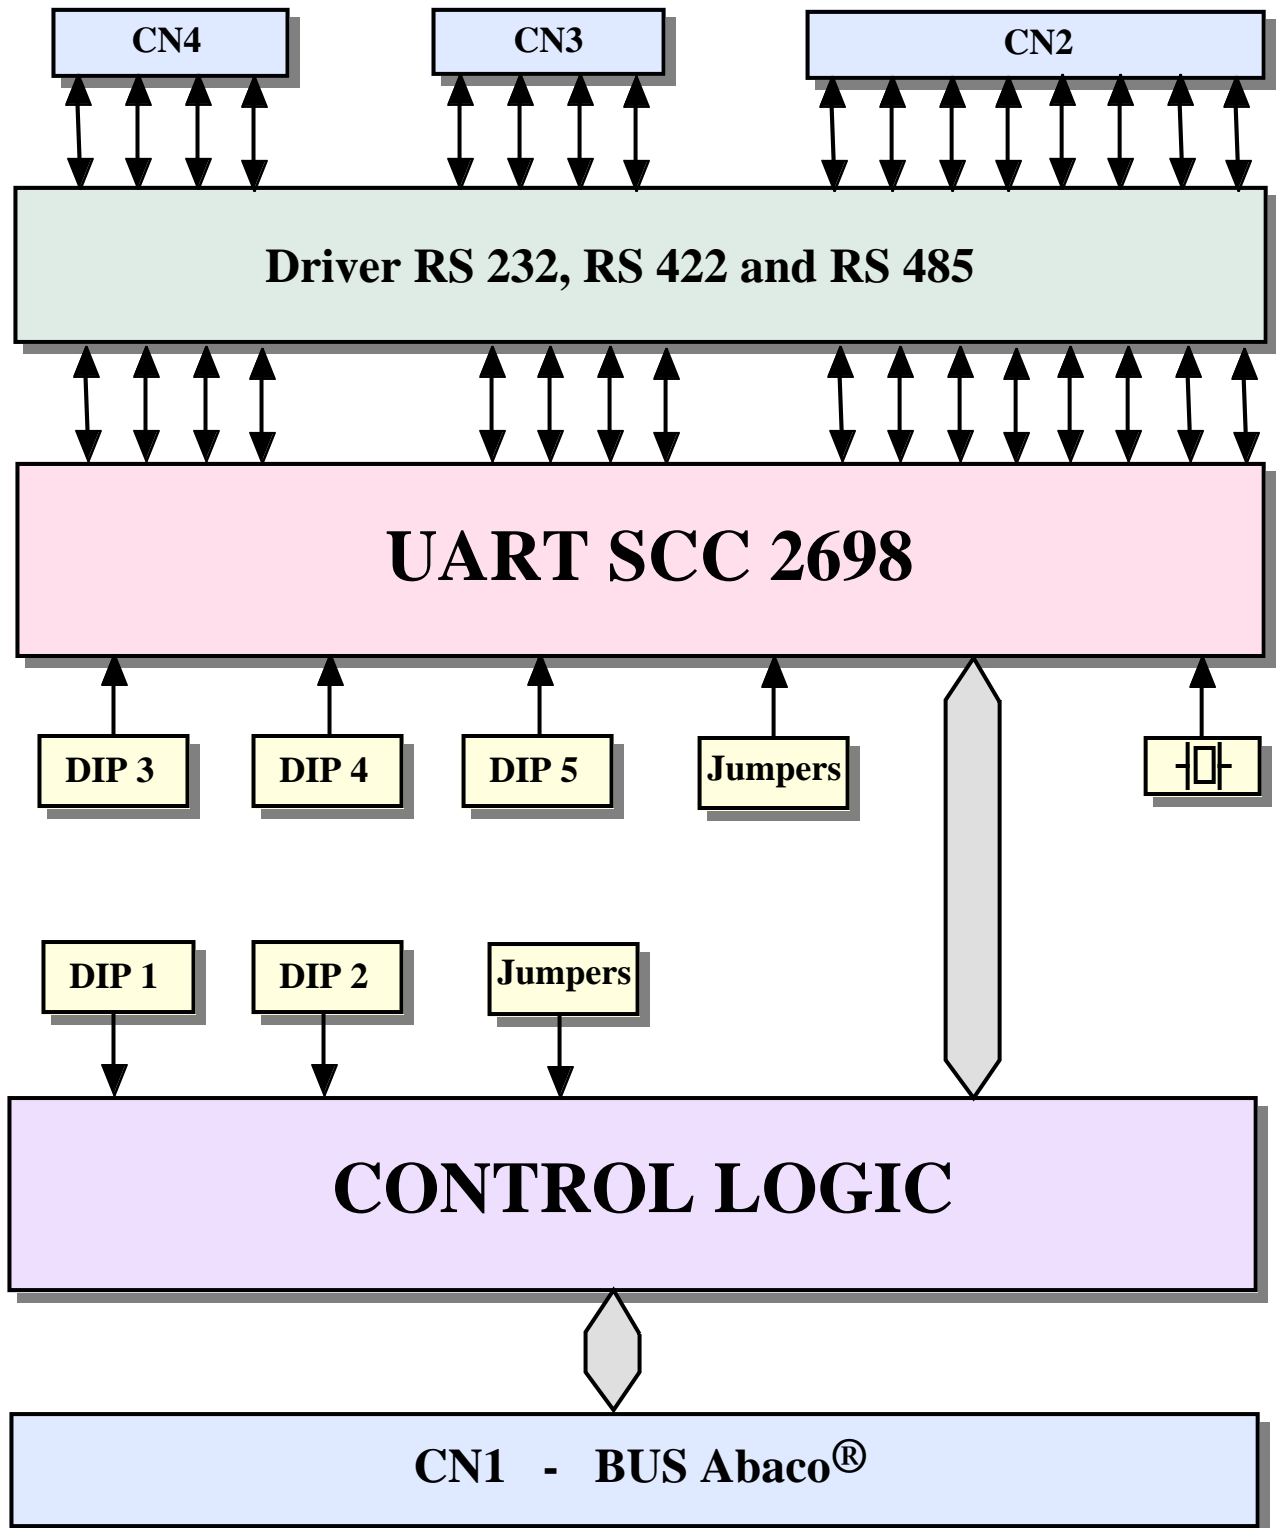 CN4
CN3
CN2
Driver RS 232, RS 422 and RS 485
UART SCC 2698
DIP 3
DIP 4
DIP 5
Jumpers
DIP 1
DIP 2
Jumpers
CONTROL LOGIC
CN1 - BUS Abaco®